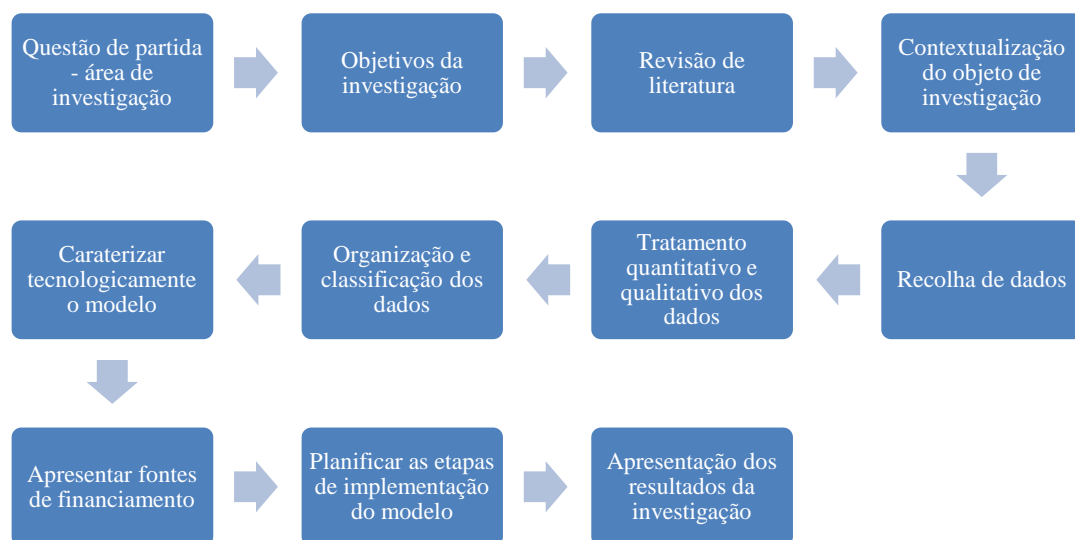 Questão de partida
- área de
investigação
Objetivos da
investigação
Revisão de
literatura
Contextualização
do objeto de
investigação
Recolha de dados
Tratamento
quantitativo e
qualitativo dos
dados
Organização e
classificação dos
dados
Caraterizar
tecnologicamente
o modelo
Apresentar fontes
de financiamento
Planificar as etapas
de implementação
do modelo
Apresentação dos
resultados da
investigação